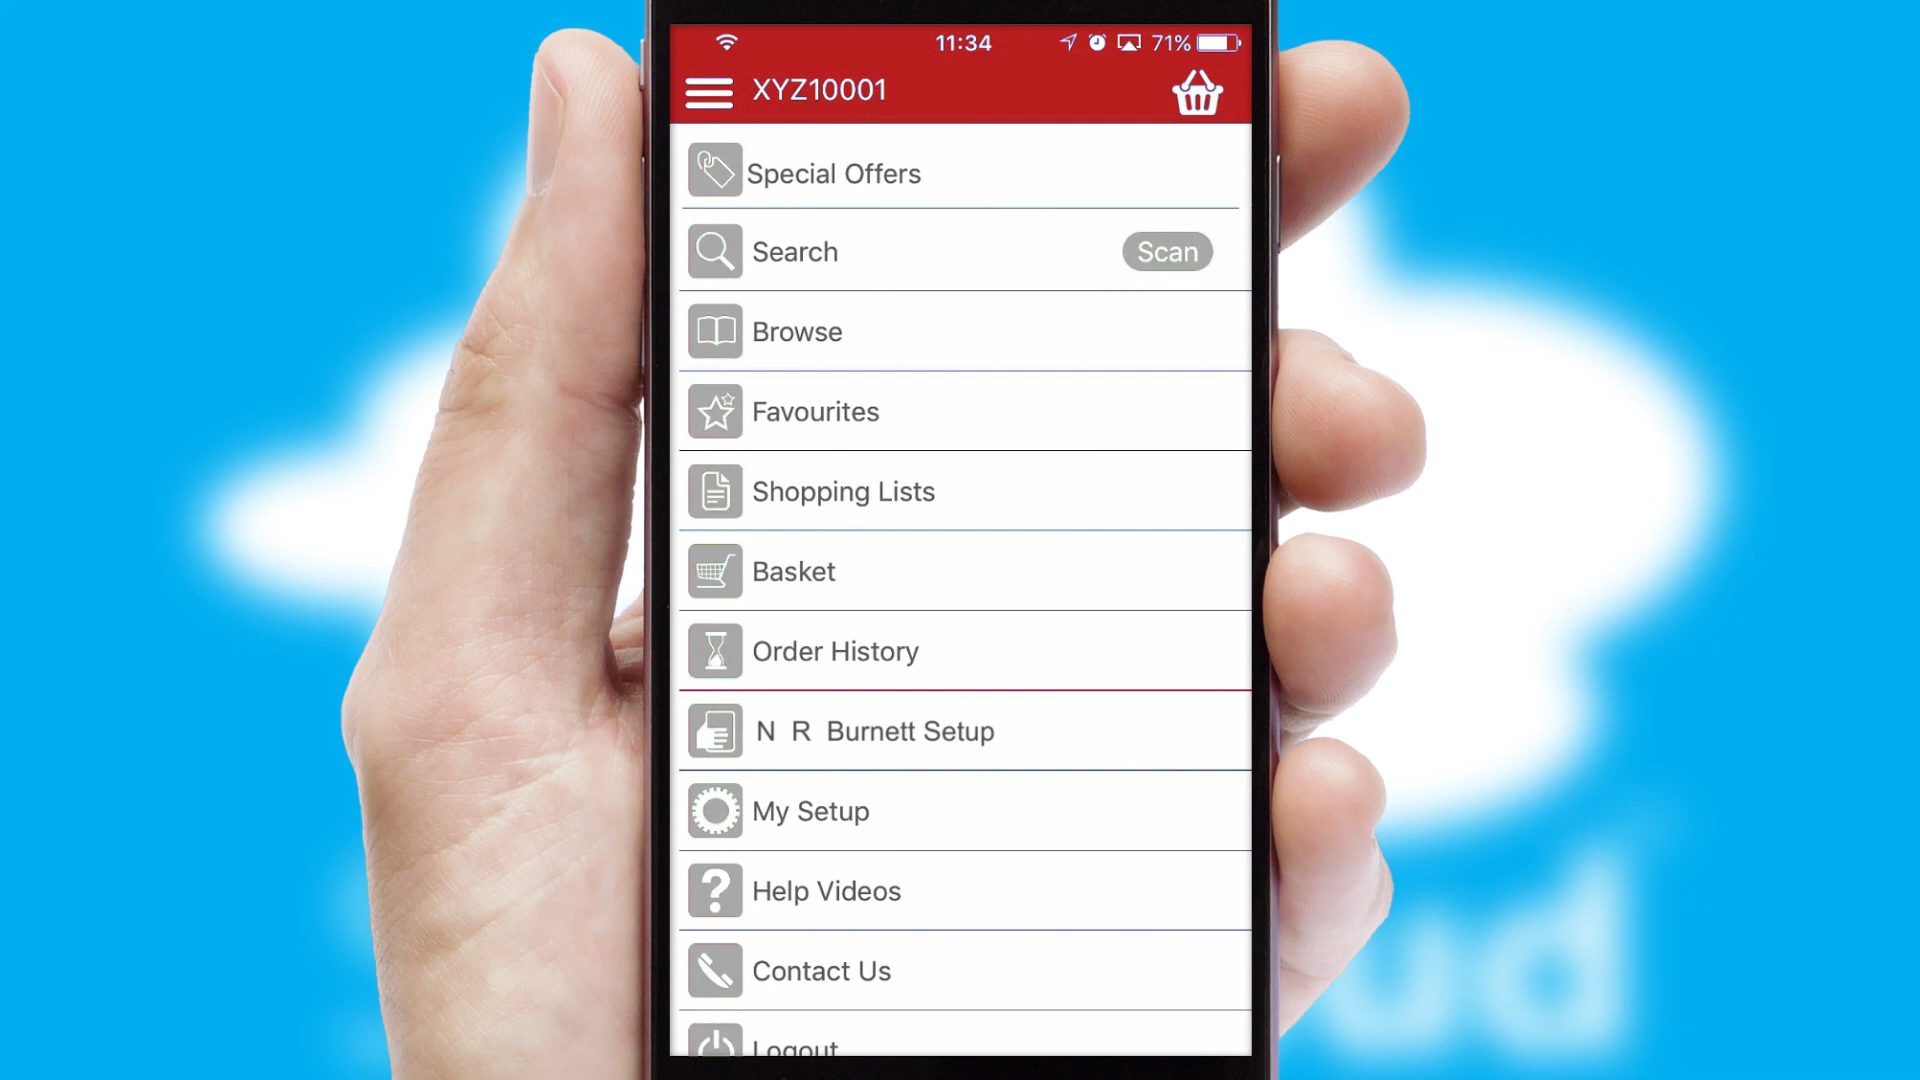 11:34 71%
XYZ10001
Special Offers
Search Scan
Browse
Favourites
Shopping Lists
Basket
Order History
N R Burnett Setup
My Setup
Help Videos
Contact Us
Logout
ud